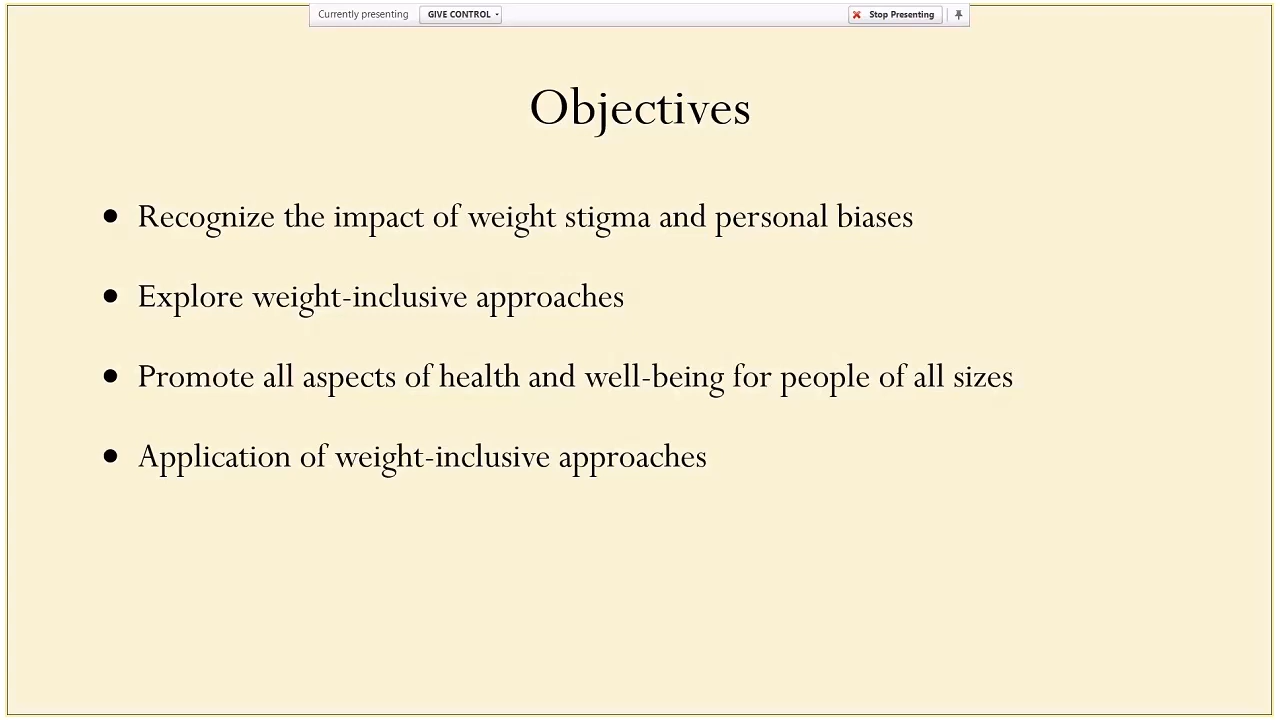 Currently presenting GIVE CONTROL Stop Presenting
Objectives
• Recognize the impact of weight stigma and personal biases
• Explore weight-inclusive approaches
• Promote all aspects of health and well-being for people of all sizes
• Application of weight-inclusive approaches